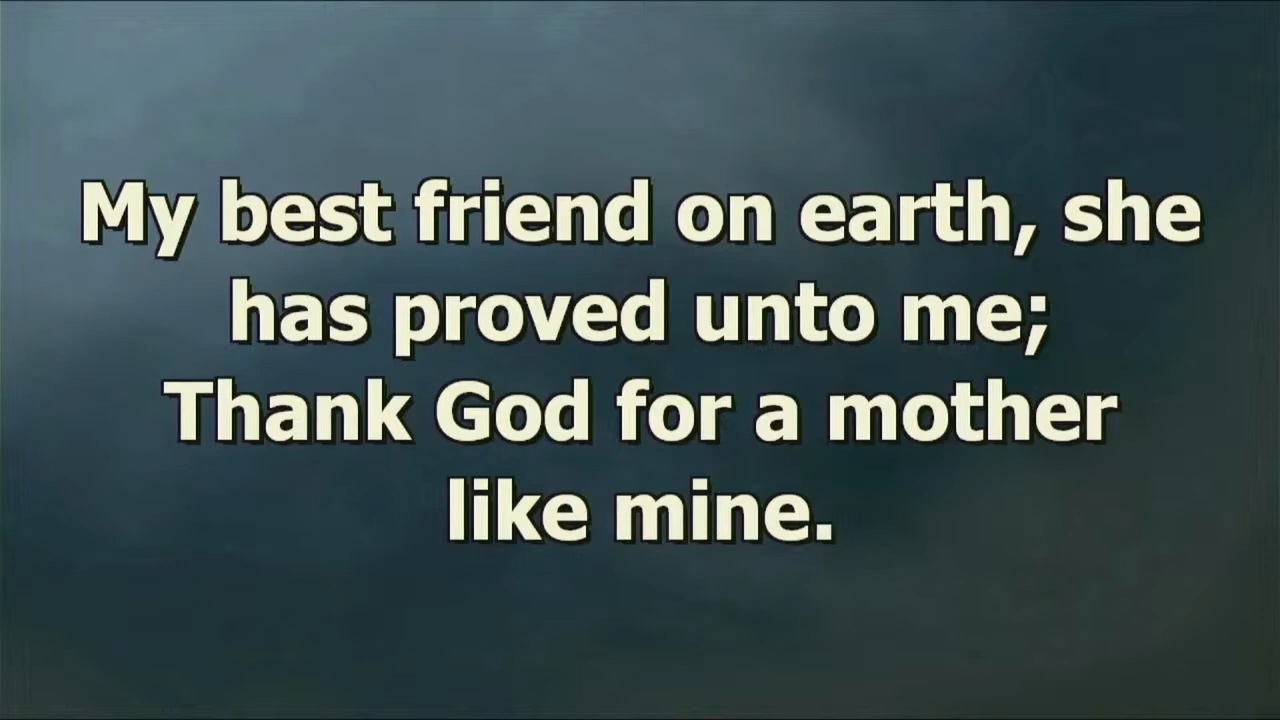 My best friend on earth, she
has proved unto me;
Thank God for a mother
like mine.